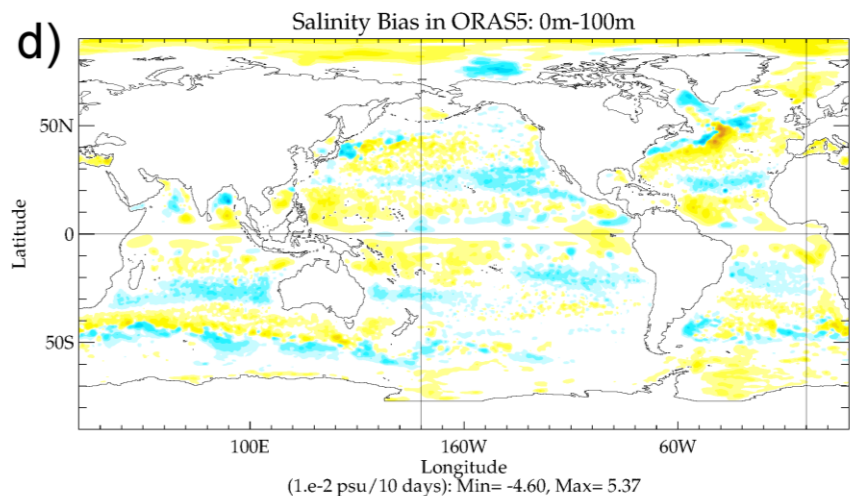 d)
Salinity Bias in ORAS5: 0m-100m
50N
0
50S
Latitude
100E
160W
60W
Longitude
(1.e-2 psu/10 days): Min= -4.60, Max= 5.37